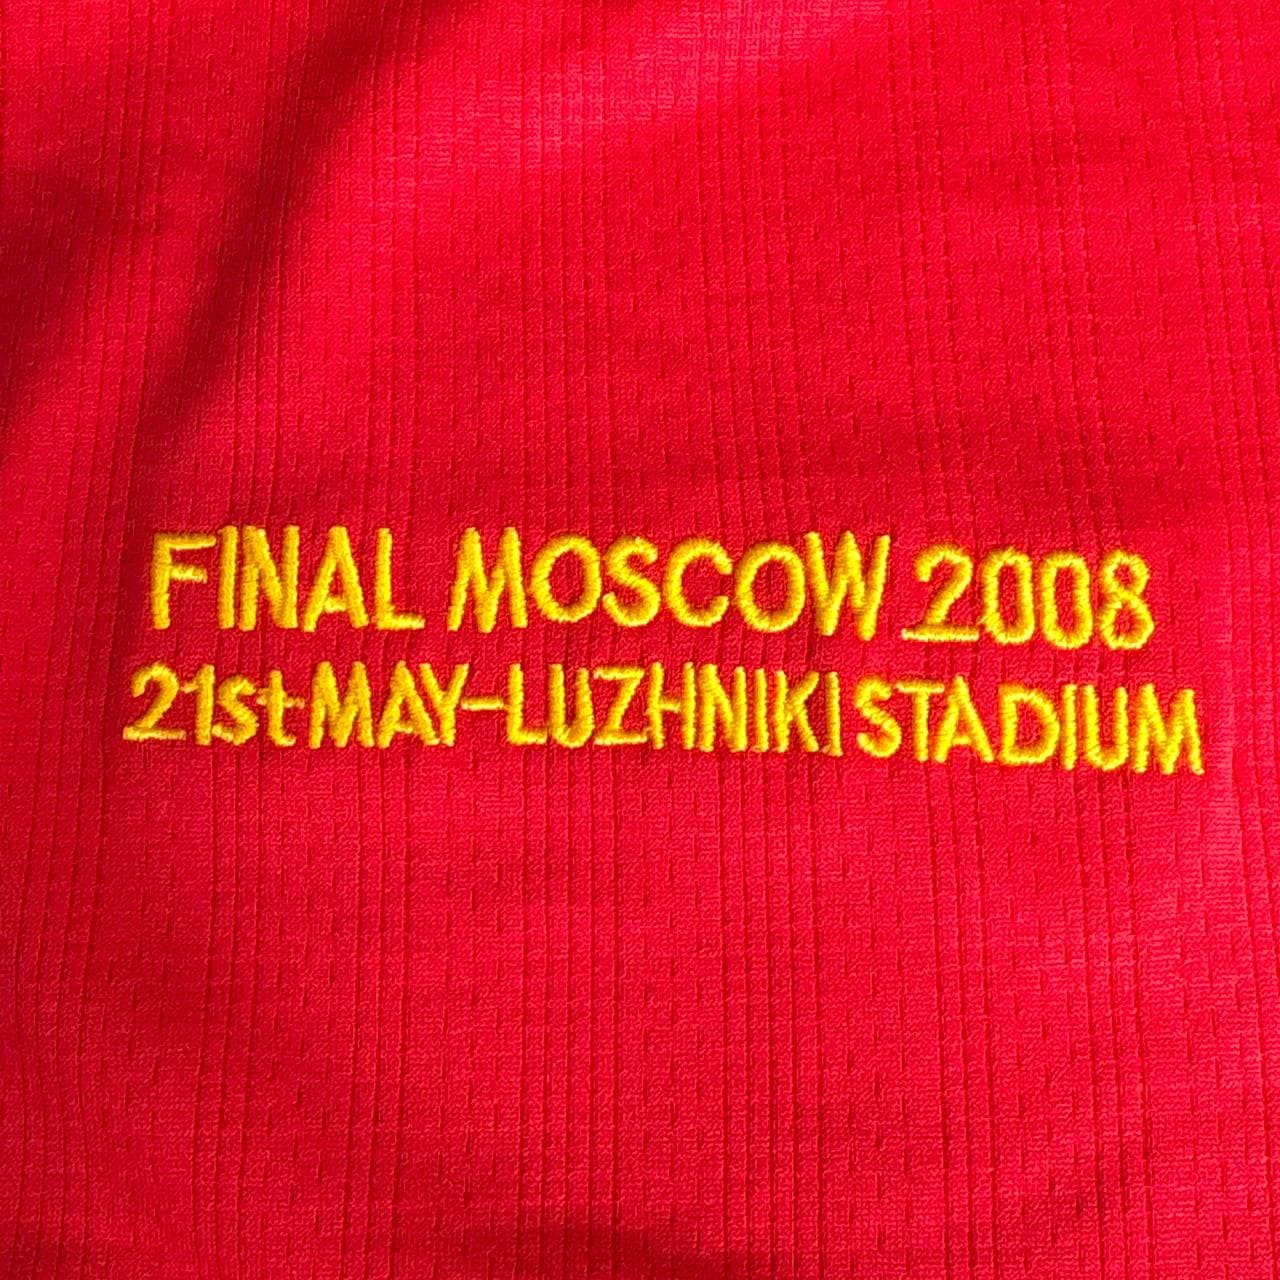 FINAL MOSCOW 2008
21st MAY-LUZHNIKI STADIUM